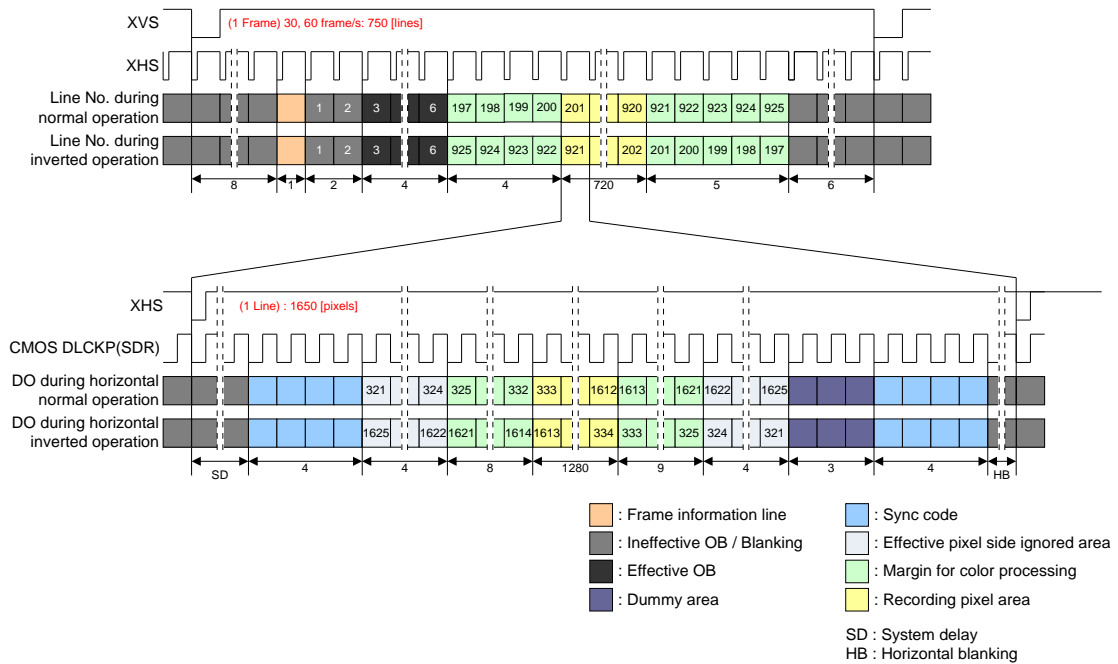 XVS
(1 Frame) 30, 60 frame/s: 750 [lines]
XHS
Line No. during
normal operation
1 2 3 6 197 198 199 200 201 920 921 922 923 924 925
Line No. during
inverted operation
1 2 3 6 925 924 923 922 921 202 201 200 199 198 197
8 1 2 4 4 720 5 6
XHS
(1 Line) : 1650 [pixels]
CMOS DLCKP(SDR)
DO during horizontal
normal operation
321 324 325 332 333 1612 1613 1621 1622 1625
DO during horizontal
inverted operation
1625 1622 1621 1614 1613 334 333 325 324 321
SD 4 4 8 1280 9 4 3 4 HB
: Frame information line
: Ineffective OB / Blanking
: Effective OB
: Dummy area
: Sync code
: Effective pixel side ignored area
: Margin for color processing
: Recording pixel area
SD : System delay
HB : Horizontal blanking